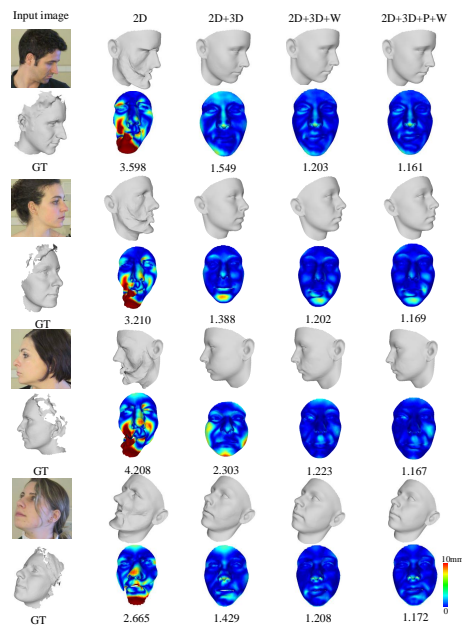 Input image 2D 2D+3D 2D+3D+W 2D+3D+P+W
GT 3.598 1.549 1.203 1.161
GT 3.210 1.388 1.202 1.169
GT 4.208 2.303 1.223 1.167
10mm
0
GT 2.665 1.429 1.208 1.172